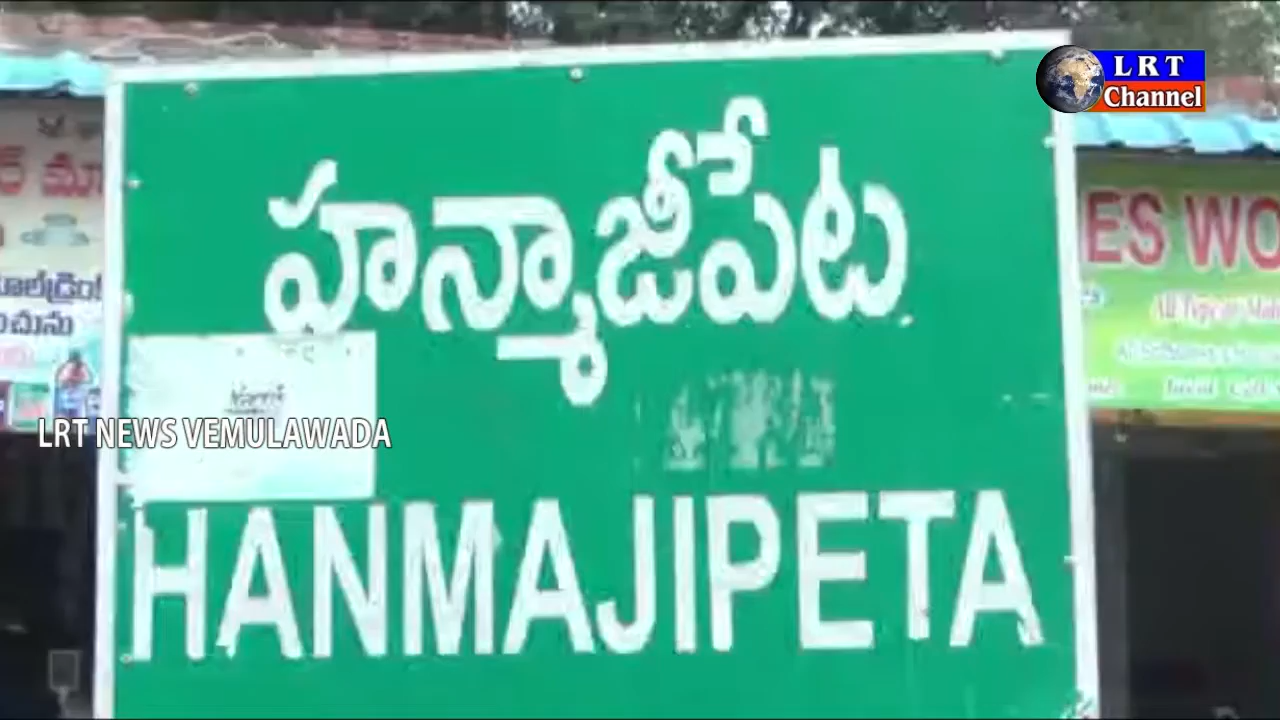 LRT
Channel
హన్మాజీపేట
ES WO
LRT NEWS VEMULAWADA
HANMAJIPETA